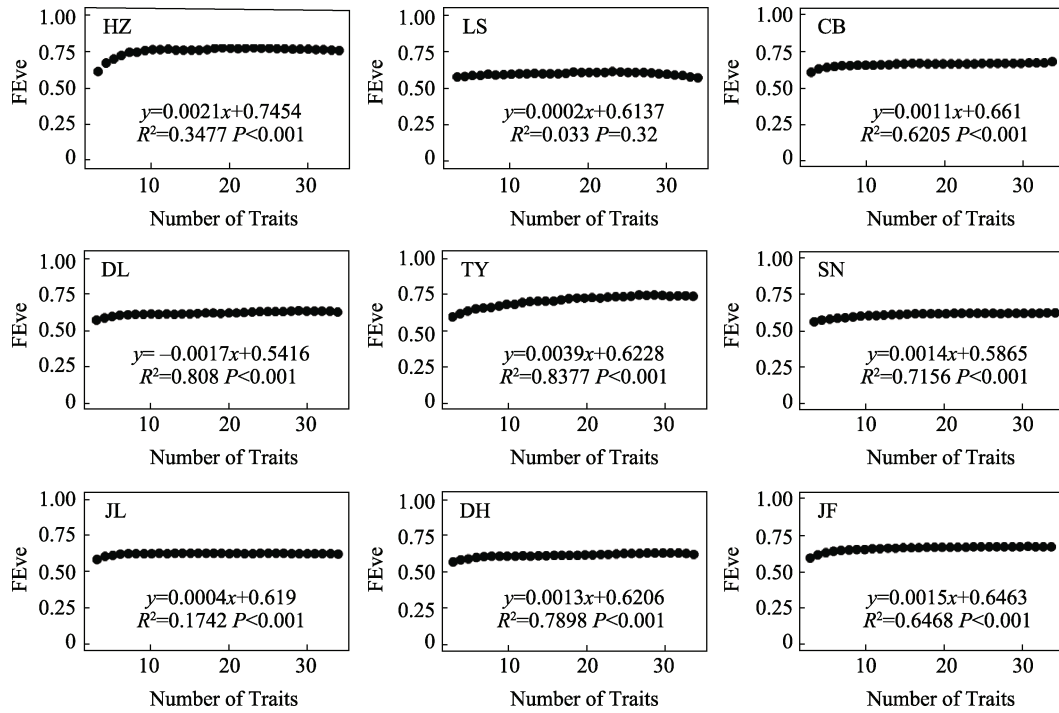 HZ
FEve
1.00
0.75
0.50
0.25
0
y=0.0021x+0.7454
R²=0.3477 P<0.001
10 20 30
Number of Traits
LS
FEve
1.00
0.75
0.50
0.25
0
y=0.0002x+0.6137
R²=0.033 P=0.32
10 20 30
Number of Traits
CB
FEve
1.00
0.75
0.50
0.25
0
y=0.0011x+0.661
R²=0.6205 P<0.001
10 20 30
Number of Traits
DL
FEve
1.00
0.75
0.50
0.25
0
y= –0.0017x+0.5416
R²=0.808 P<0.001
10 20 30
Number of Traits
TY
FEve
1.00
0.75
0.50
0.25
0
y=0.0039x+0.6228
R²=0.8377 P<0.001
10 20 30
Number of Traits
SN
FEve
1.00
0.75
0.50
0.25
0
y=0.0014x+0.5865
R²=0.7156 P<0.001
10 20 30
Number of Traits
JL
FEve
1.00
0.75
0.50
0.25
0
y=0.0004x+0.619
R²=0.1742 P<0.001
10 20 30
Number of Traits
DH
FEve
1.00
0.75
0.50
0.25
0
y=0.0013x+0.6206
R²=0.7898 P<0.001
10 20 30
Number of Traits
JF
FEve
1.00
0.75
0.50
0.25
0
y=0.0015x+0.6463
R²=0.6468 P<0.001
10 20 30
Number of Traits